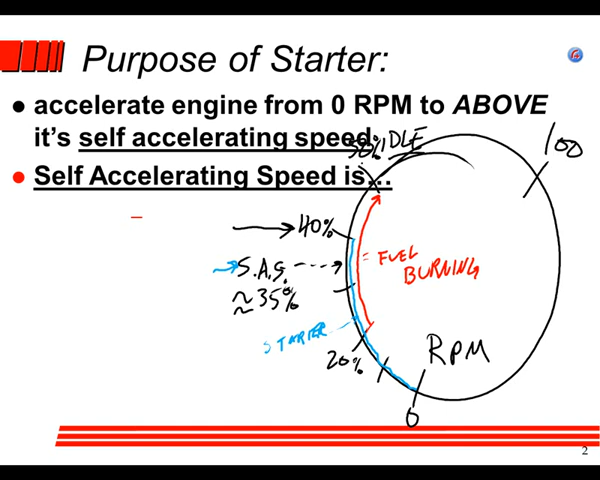 Purpose of Starter:
● accelerate engine from 0 RPM to ABOVE
it's self accelerating speed.
● Self Accelerating Speed is...
50% IDLE
100
40%
S.A.S.
≈35%
= FUEL
BURNING
STARTER
20%
RPM
0
2